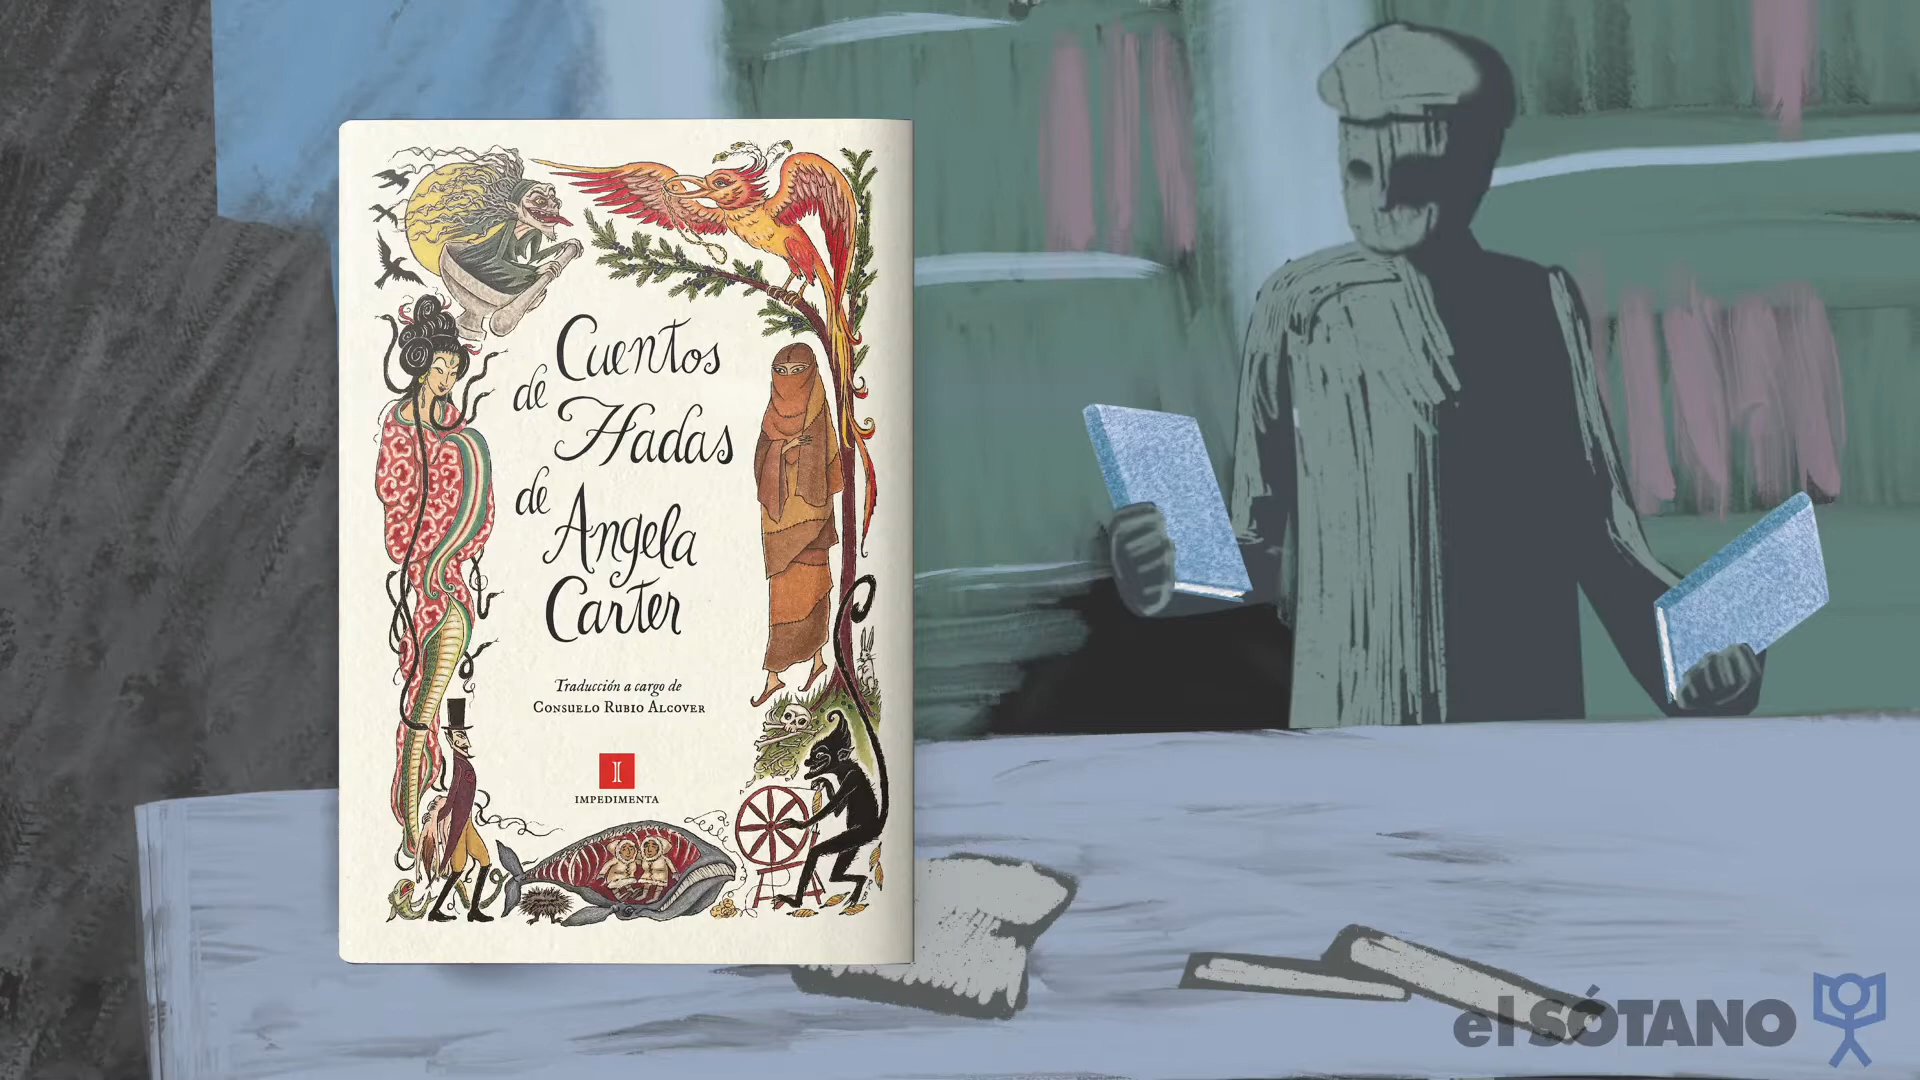 Cuentos
de
Hadas
de
Angela
Carter
Traducción a cargo de
Consuelo Rubio Alcover
I
IMPEDIMENTA
el SÓTANO